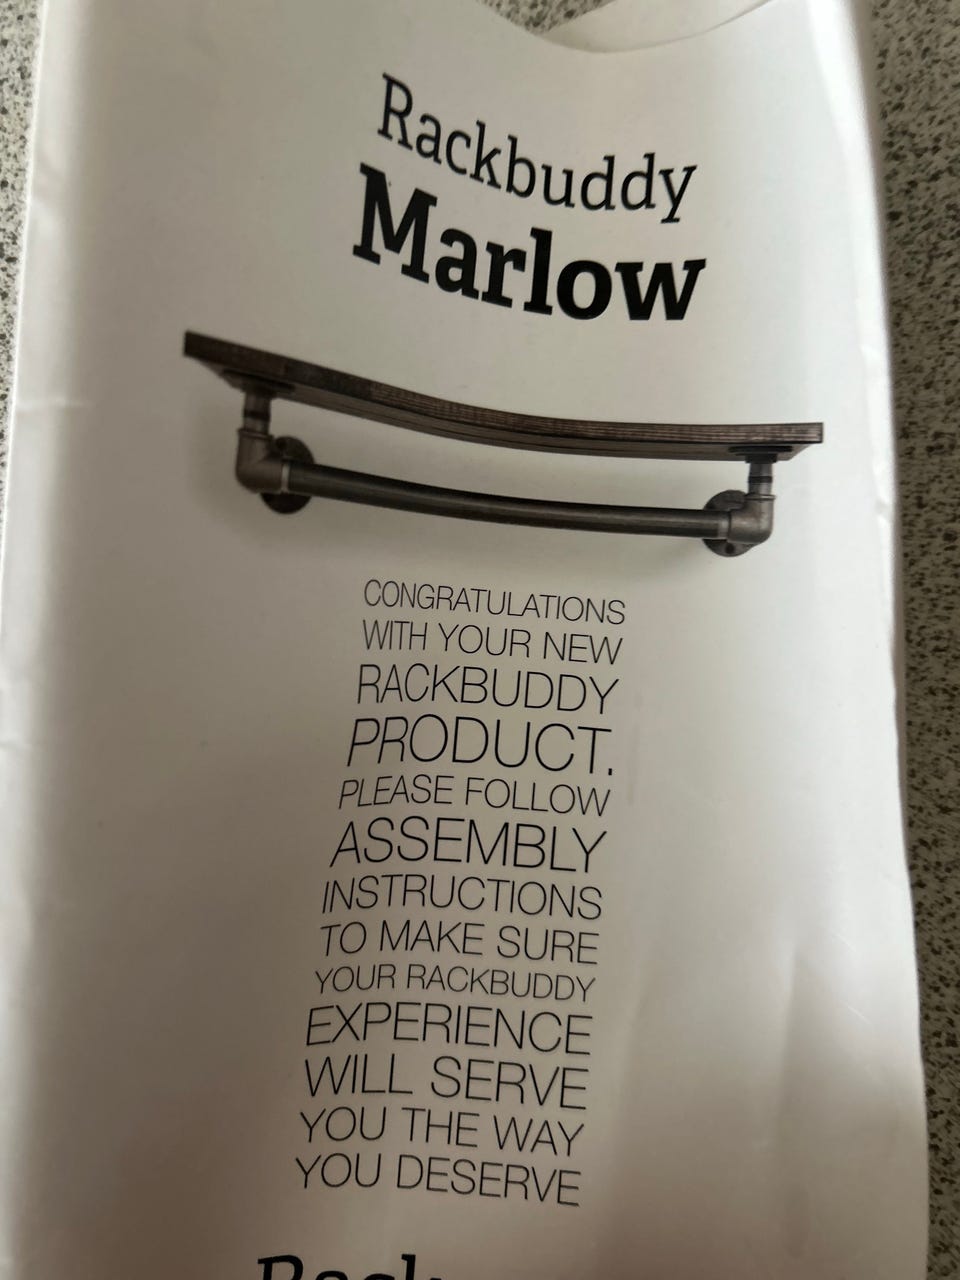 Rackbuddy
Marlow
CONGRATULATIONS
WITH YOUR NEW
RACKBUDDY
PRODUCT.
PLEASE FOLLOW
ASSEMBLY
INSTRUCTIONS
TO MAKE SURE
YOUR RACKBUDDY
EXPERIENCE
WILL SERVE
YOU THE WAY
YOU DESERVE